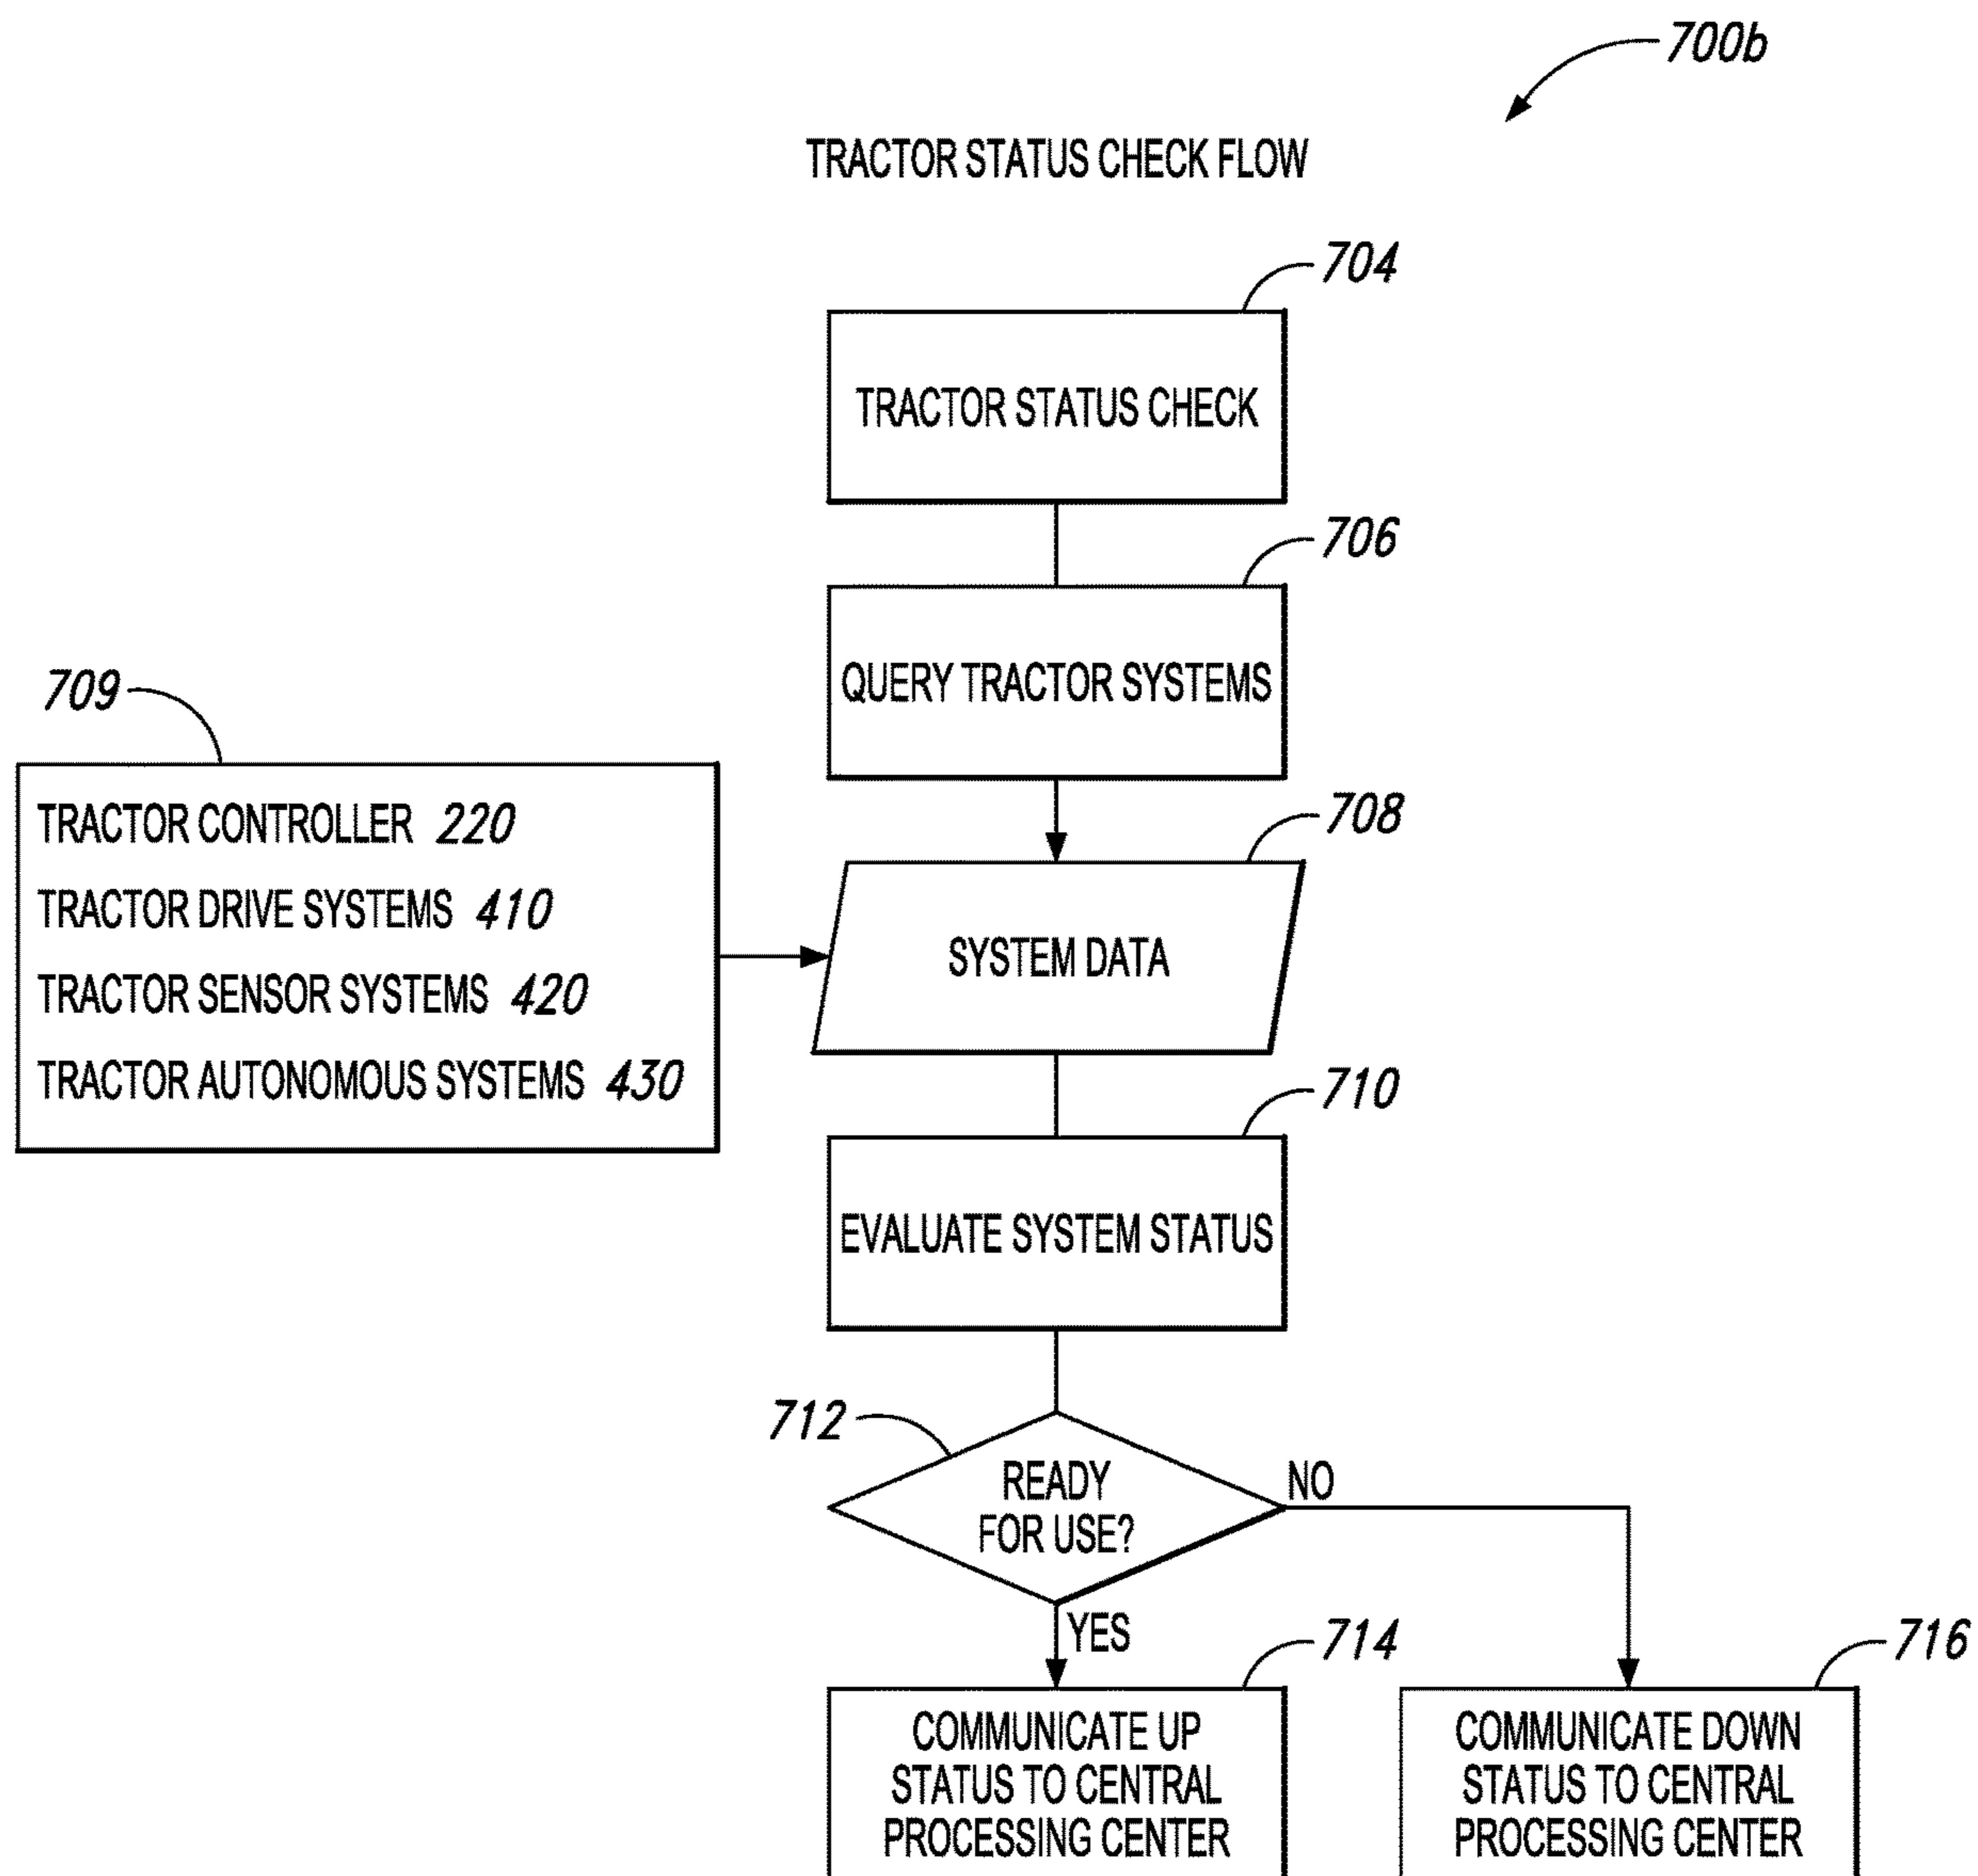 700b
TRACTOR STATUS CHECK FLOW
704
TRACTOR STATUS CHECK
706
QUERY TRACTOR SYSTEMS
709
TRACTOR CONTROLLER 220
TRACTOR DRIVE SYSTEMS 410
TRACTOR SENSOR SYSTEMS 420
TRACTOR AUTONOMOUS SYSTEMS 430
708
SYSTEM DATA
710
EVALUATE SYSTEM STATUS
712
READY
FOR USE?
NO
YES
714
COMMUNICATE UP
STATUS TO CENTRAL
PROCESSING CENTER
716
COMMUNICATE DOWN
STATUS TO CENTRAL
PROCESSING CENTER